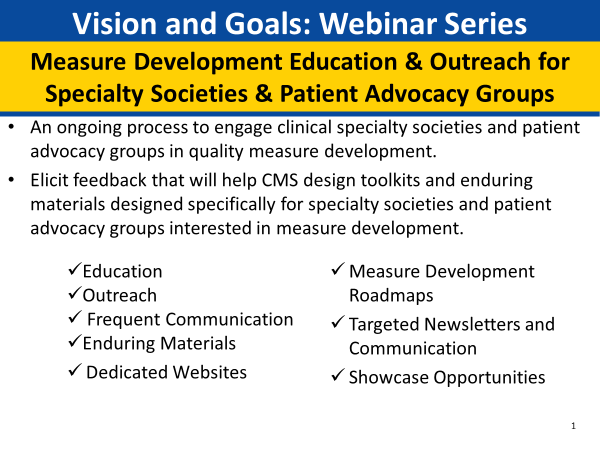 Vision and Goals: Webinar Series
Measure Development Education & Outreach for
Specialty Societies & Patient Advocacy Groups
• An ongoing process to engage clinical specialty societies and patient
advocacy groups in quality measure development.
• Elicit feedback that will help CMS design toolkits and enduring
materials designed specifically for specialty societies and patient
advocacy groups interested in measure development.
✓Education
✓Outreach
✓ Frequent Communication
✓Enduring Materials
✓ Dedicated Websites
✓ Measure Development
Roadmaps
✓ Targeted Newsletters and
Communication
✓ Showcase Opportunities
1